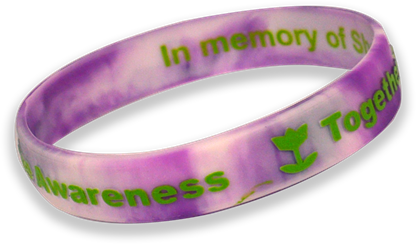 In memory of
Awareness
Together